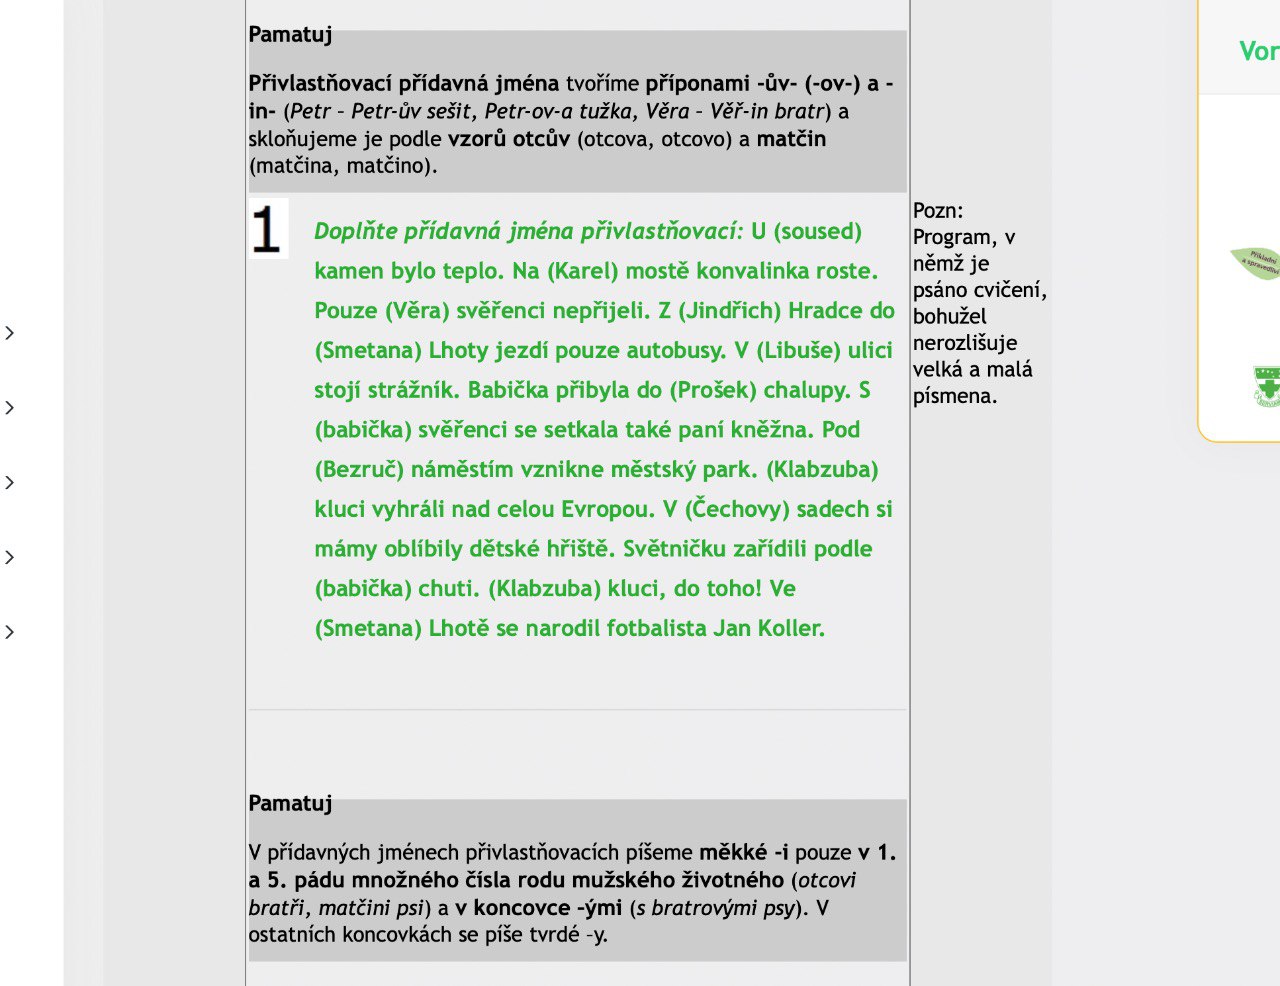 Pamatuj
Přivlastňovací přídavná jména tvoříme příponami -ův- (-ov-) a -
in- (Petr – Petr-ův sešit, Petr-ov-a tužka, Věra – Věř-in bratr) a
skloňujeme je podle vzorů otcův (otcova, otcovo) a matčin
(matčina, matčino).
1
Doplňte přídavná jména přivlastňovací: U (soused)
kamen bylo teplo. Na (Karel) mostě konvalinka roste.
Pouze (Věra) svěřenci nepřijeli. Z (Jindřich) Hradce do
(Smetana) Lhoty jezdí pouze autobusy. V (Libuše) ulici
stojí strážník. Babička přibyla do (Prošek) chalupy. S
(babička) svěřenci se setkala také paní kněžna. Pod
(Bezruč) náměstím vznikne městský park. (Klabzuba)
kluci vyhráli nad celou Evropou. V (Čechovy) sadech si
mámy oblíbily dětské hřiště. Světničku zařídili podle
(babička) chuti. (Klabzuba) kluci, do toho! Ve
(Smetana) Lhotě se narodil fotbalista Jan Koller.
Pozn:
Program, v
němž je
psáno cvičení,
bohužel
nerozlišuje
velká a malá
písmena.
Pamatuj
V přídavných jménech přivlastňovacích píšeme měkké -i pouze v 1.
a 5. pádu množného čísla rodu mužského životného (otcovi
bratři, matčini psi) a v koncovce -ými (s bratrovými psy). V
ostatních koncovkách se píše tvrdé –y.
Vor
Příkladní
a spravedliví